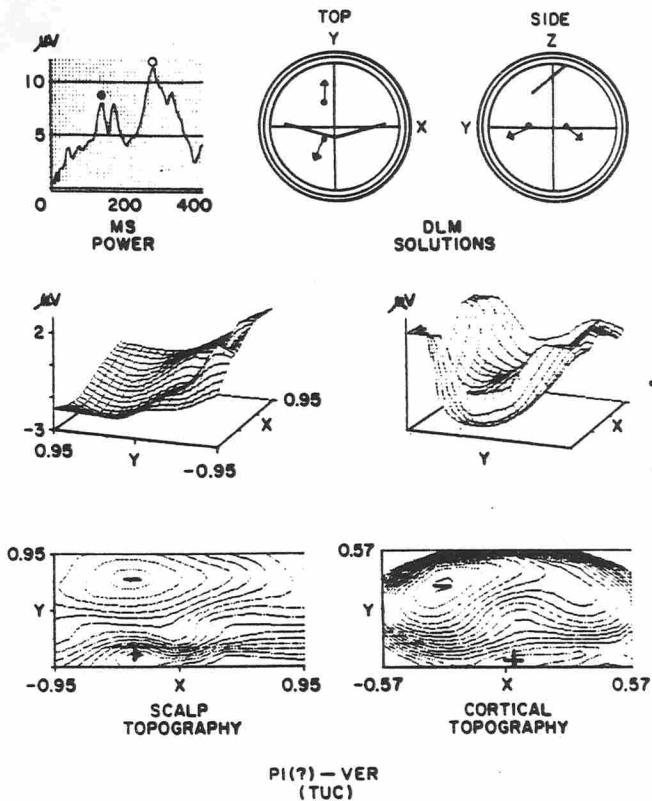 μV
10
5
0
200
400
MS
POWER
TOP
Y
X
SIDE
Z
Y
DLM
SOLUTIONS
μV
2
-3
0.95
Y
-0.95
X
0.95
μV
Y
X
0.95
Y
-0.95
X
0.95
SCALP
TOPOGRAPHY
0.57
Y
-0.57
X
0.57
CORTICAL
TOPOGRAPHY
PI(?) — VER
(TUC)